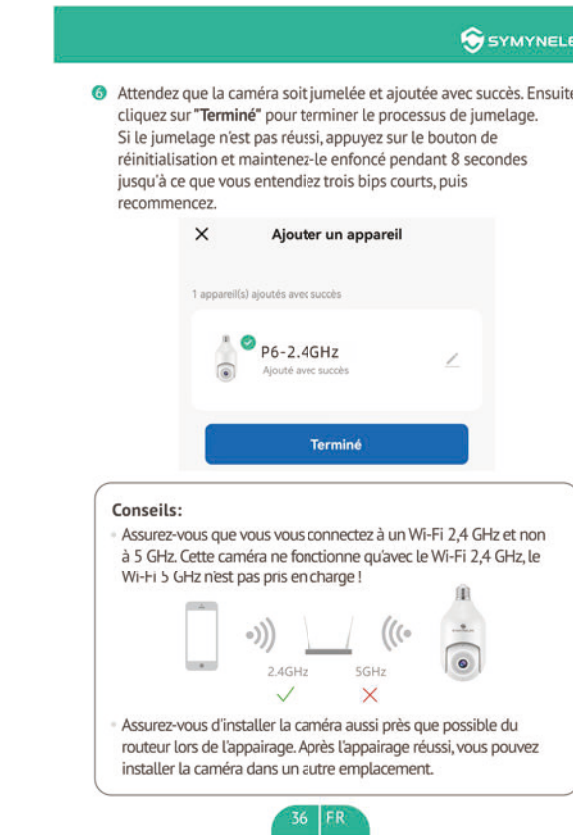 SYMYNELE
6 Attendez que la caméra soit jumelée et ajoutée avec succès. Ensuite
cliquez sur "Terminé" pour terminer le processus de jumelage.
Si le jumelage n'est pas réussi, appuyez sur le bouton de
réinitialisation et maintenez-le enfoncé pendant 8 secondes
jusqu'à ce que vous entendiez trois bips courts, puis
recommencez.
Ajouter un appareil
1 appareil(s) ajoutés avec succès
P6-2.4GHz
Ajouté avec succès
Terminé
Conseils:
Assurez-vous que vous vous connectez à un Wi-Fi 2,4 GHz et non
à 5 GHz. Cette caméra ne fonctionne qu'avec le Wi-Fi 2,4 GHz, le
Wi-Fi 5 GHz n'est pas pris en charge !
2.4GHz 5GHz
Assurez-vous d'installer la caméra aussi près que possible du
routeur lors de l'appairage. Après l'appairage réussi, vous pouvez
installer la caméra dans un autre emplacement.
36 FR